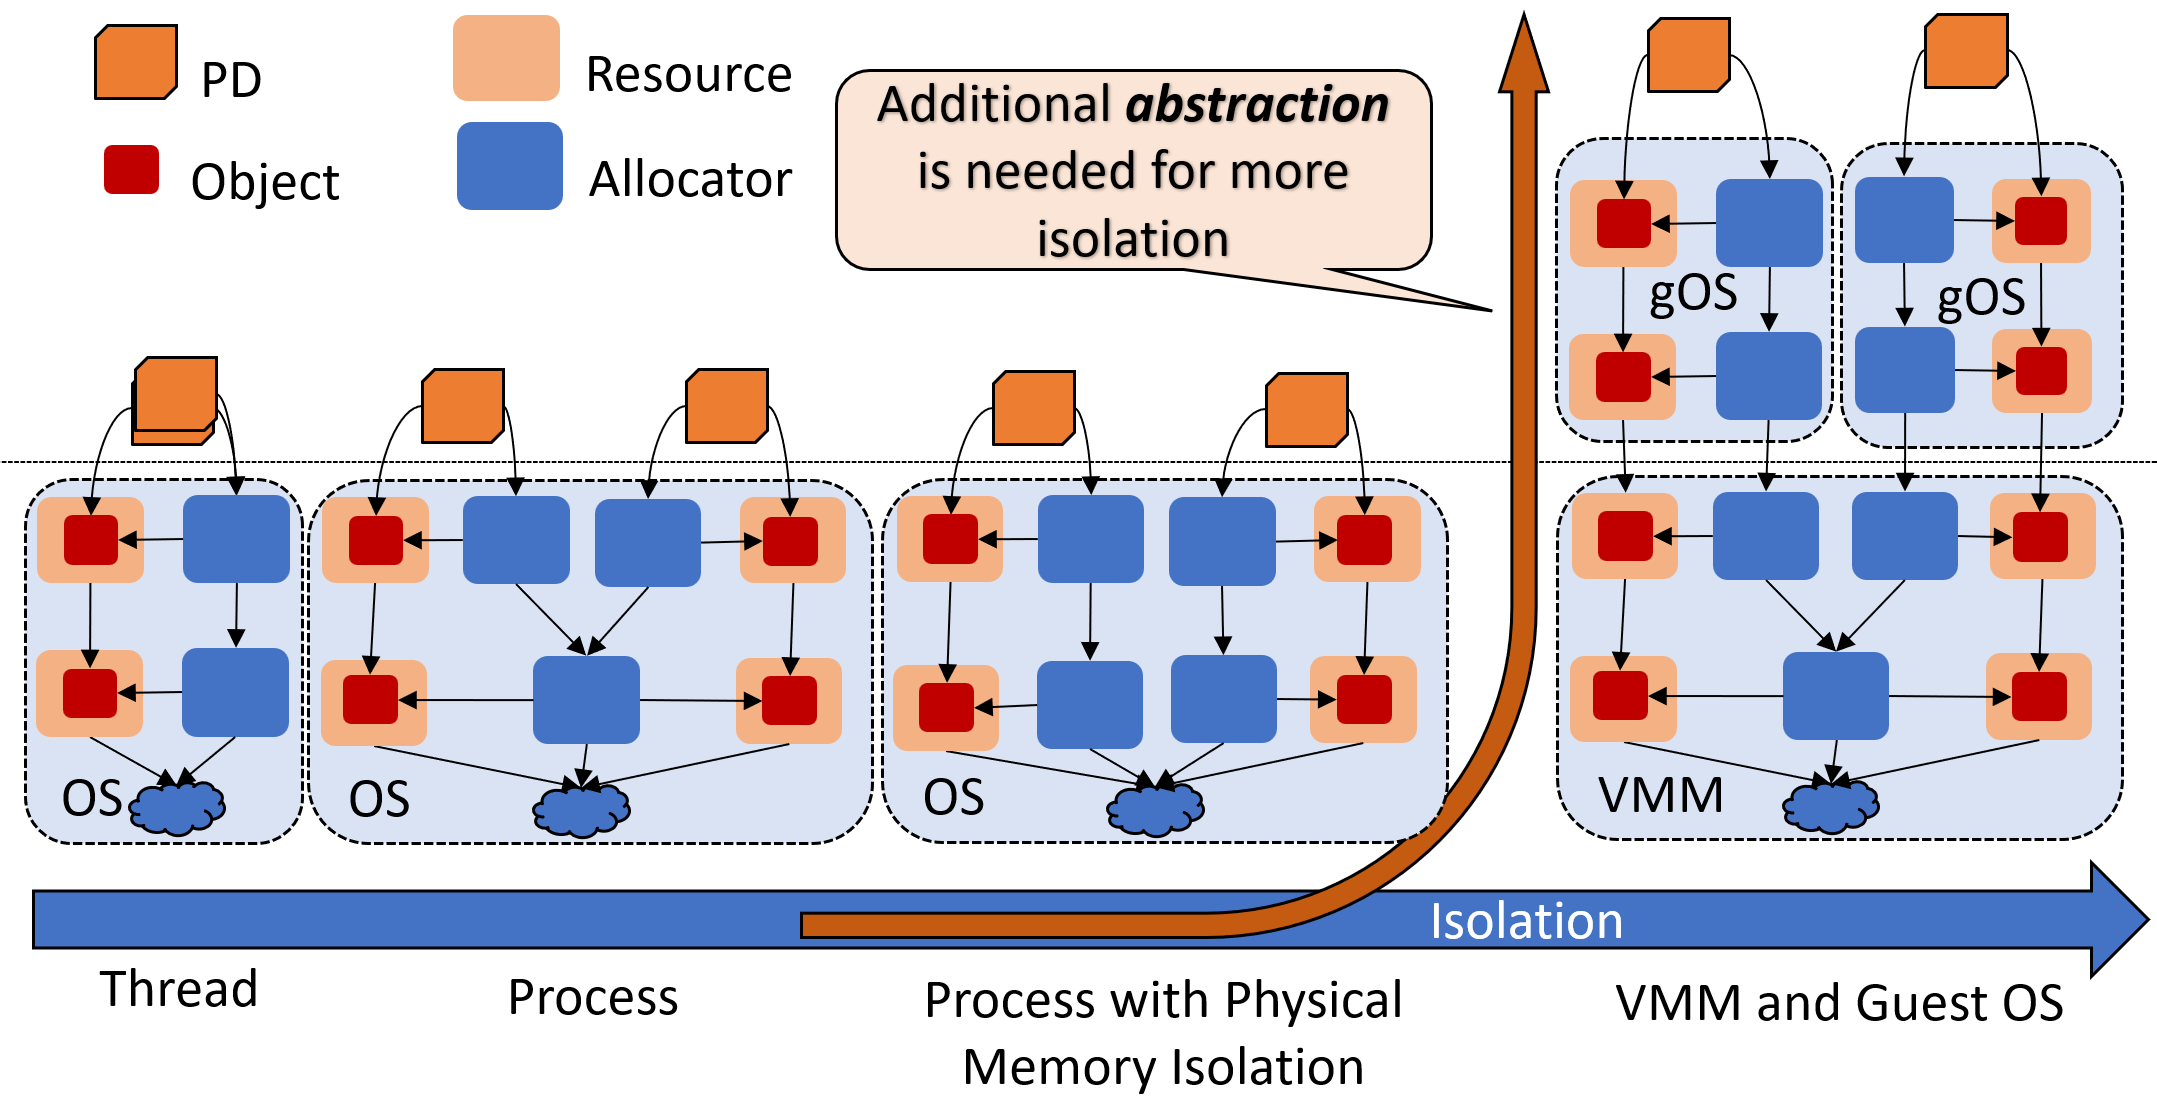 PD
Resource
Object
Allocator
Additional abstraction
is needed for more
isolation
gOS
gOS
OS
OS
OS
VMM
Isolation
Thread
Process
Process with Physical
Memory Isolation
VMM and Guest OS